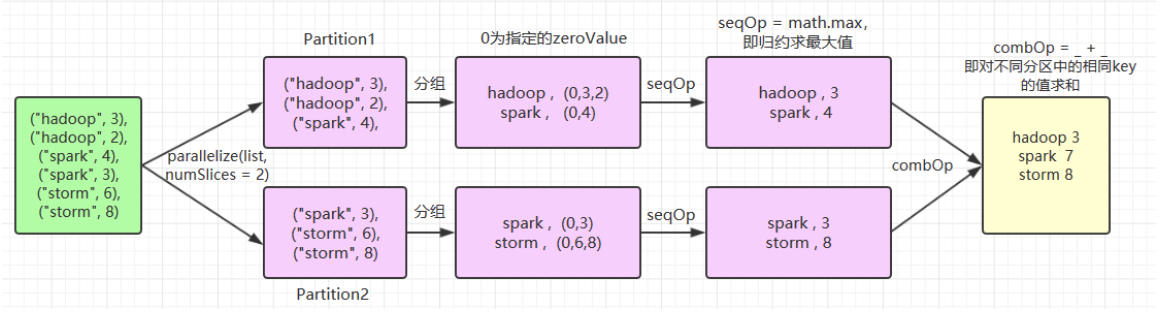 ("hadoop", 3),
("hadoop", 2),
("spark", 4),
("spark", 3),
("storm", 6),
("storm", 8)
parallelize(list,
numSlices = 2)
Partition1
("hadoop", 3),
("hadoop", 2),
("spark", 4),
分组
0为指定的zeroValue
hadoop , (0,3,2)
spark , (0,4)
seqOp
seqOp = math.max,
即归约求最大值
hadoop , 3
spark , 4
("spark", 3),
("storm", 6),
("storm", 8)
Partition2
分组
spark , (0,3)
storm , (0,6,8)
seqOp
spark , 3
storm , 8
combOp
combOp = _ + _
即对不同分区中的相同key
的值求和
hadoop 3
spark 7
storm 8